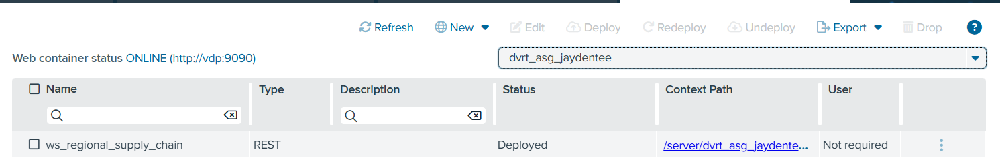 Refresh New Edit Deploy Redeploy Undeploy Export Drop ?
Web container status ONLINE (http://vdp:9090) dvrt_asg_jaydentee
Name Type Description Status Context Path User
ws_regional_supply_chain REST Deployed /server/dvrt_asg_jaydente... Not required